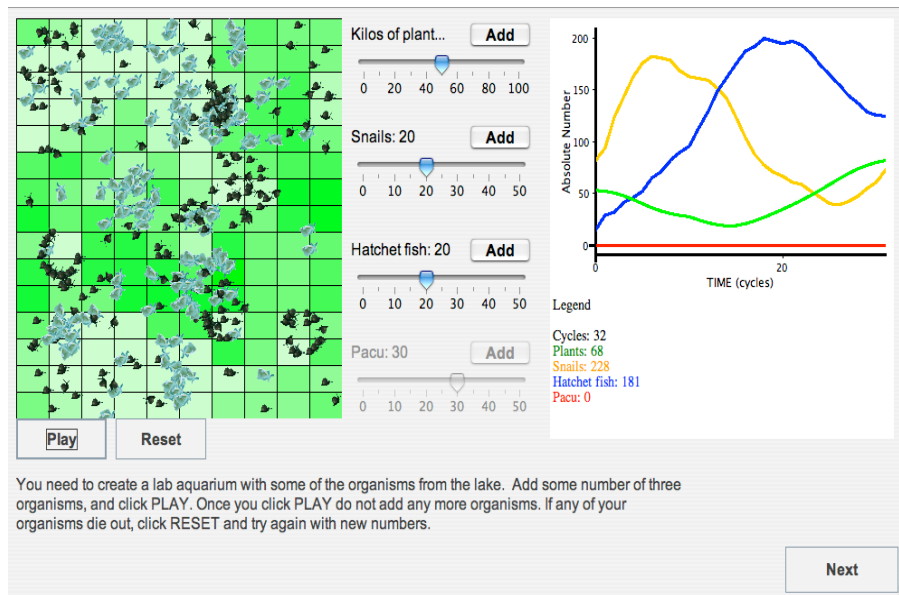 Kilos of plant... Add
0 20 40 60 80 100
Snails: 20 Add
0 10 20 30 40 50
Hatchet fish: 20 Add
0 10 20 30 40 50
Pacu: 30 Add
0 10 20 30 40 50
Play Reset
200
150
100
50
0
Absolute Number
0 20
TIME (cycles)
Legend
Cycles: 32
Plants: 68
Snails: 228
Hatchet fish: 181
Pacu: 0
You need to create a lab aquarium with some of the organisms from the lake. Add some number of three
organisms, and click PLAY. Once you click PLAY do not add any more organisms. If any of your
organisms die out, click RESET and try again with new numbers.
Next